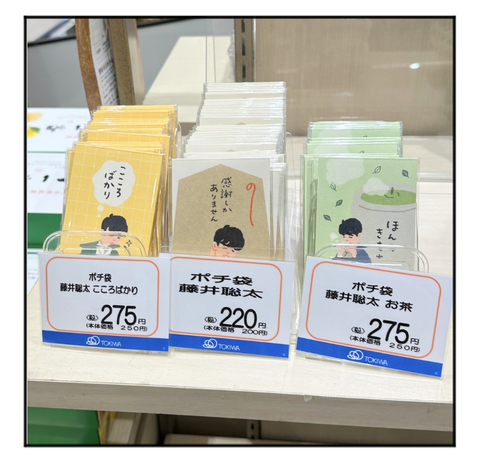 こころ
ばかり
感謝しか
ありません
ほん
ポチ袋
藤井聡太 こころばかり
(税) 275円
(本体価格 250円)
TOKIWA
ポチ袋
藤井聡太
(税) 220円
(本体価格 200円)
TOKIWA
ポチ袋
藤井聡太 お茶
(税) 275円
(本体価格 250円)
TOKIWA